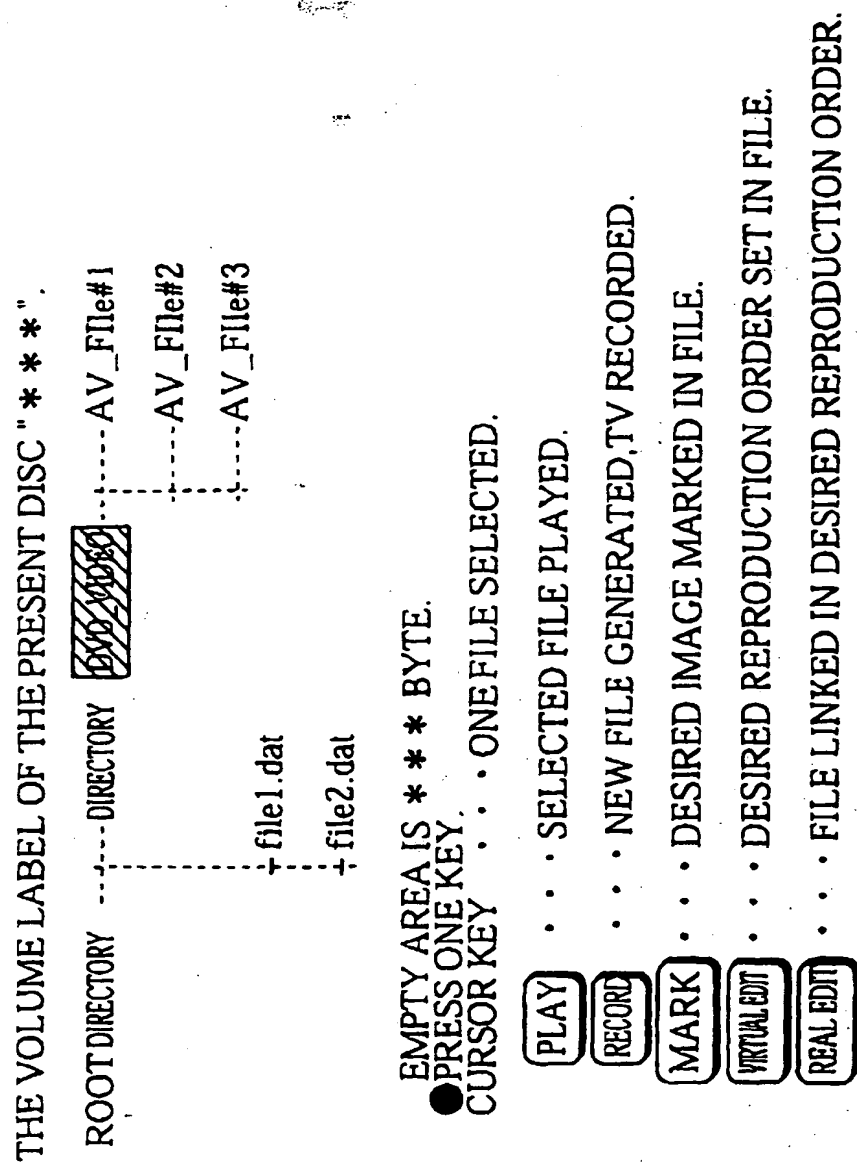 THE VOLUME LABEL OF THE PRESENT DISC "＊＊＊".
ROOT DIRECTORY -----DIRECTORY DVD_VIDEO -----AV_FIle#1
----AV_FIle#2
----AV_FIle#3
file1.dat
file2.dat
EMPTY AREA IS ＊＊＊ BYTE.
●PRESS ONE KEY.
CURSOR KEY ・・・ONE FILE SELECTED.
PLAY ・・・SELECTED FILE PLAYED.
RECORD ・・・NEW FILE GENERATED,TV RECORDED.
MARK ・・・DESIRED IMAGE MARKED IN FILE.
VIRTUAL EDIT ・・・DESIRED REPRODUCTION ORDER SET IN FILE.
REAL EDIT ・・・FILE LINKED IN DESIRED REPRODUCTION ORDER.